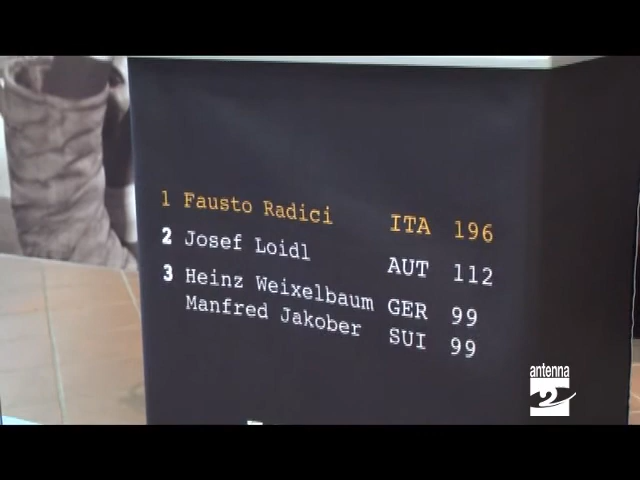 1 Fausto Radici ITA 196
2 Josef Loidl AUT 112
3 Heinz Weixelbaum GER 99
Manfred Jakober SUI 99
antenna
2